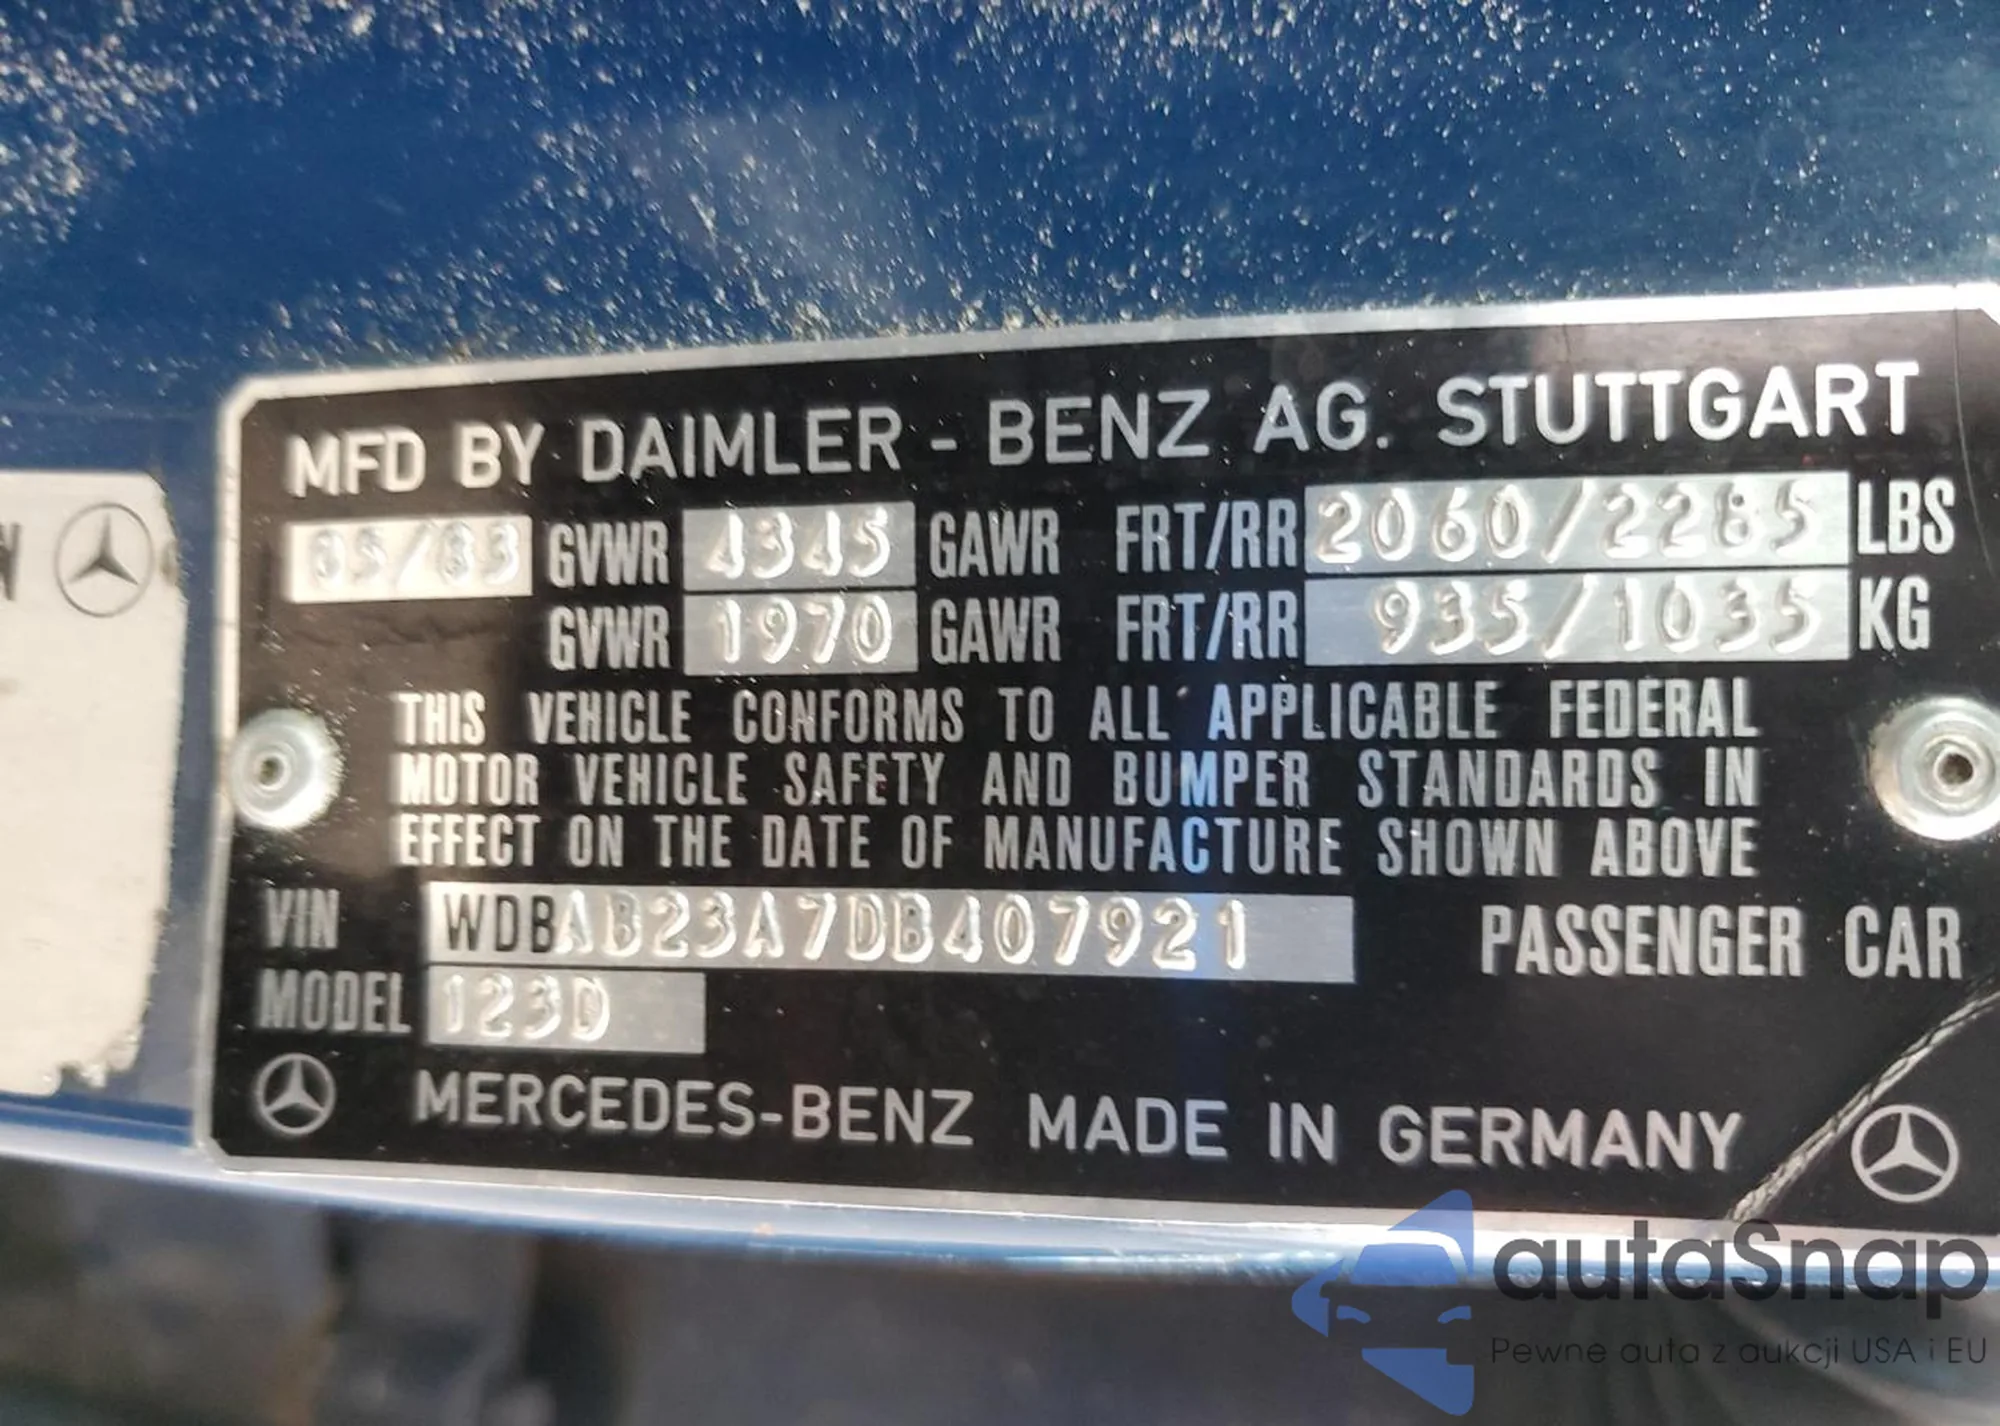 MFD BY DAIMLER - BENZ AG. STUTTGART
05/83 GVWR 4345 GAWR FRT/RR 2060/2285 LBS
GVWR 1970 GAWR FRT/RR 935/1035 KG
THIS VEHICLE CONFORMS TO ALL APPLICABLE FEDERAL
MOTOR VEHICLE SAFETY AND BUMPER STANDARDS IN
EFFECT ON THE DATE OF MANUFACTURE SHOWN ABOVE
VIN WDBAB23A7DB407921 PASSENGER CAR
MODEL 123D
MERCEDES-BENZ MADE IN GERMANY
autaSnap
Pewne auta z aukcji USA i EU